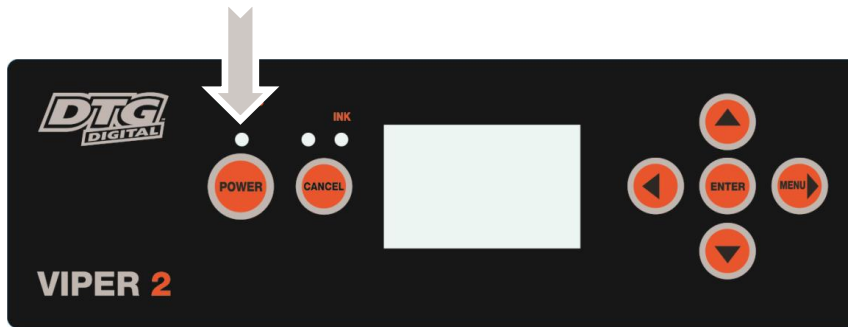 DTG
DIGITAL
INK
POWER
CANCEL
ENTER
MENU
VIPER 2